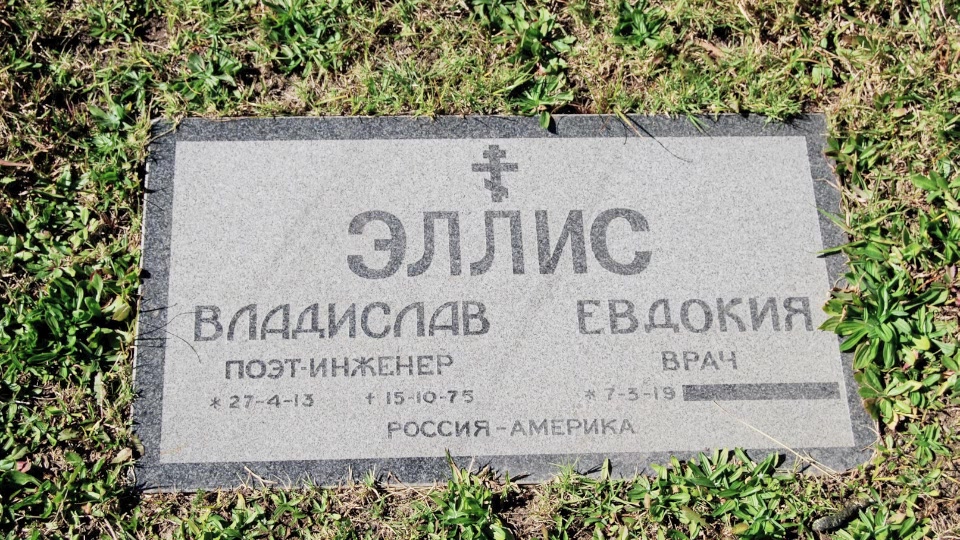 ЭЛЛИС
ВЛАДИСЛАВ ЕВДОКИЯ
ПОЭТ-ИНЖЕНЕР ВРАЧ
* 27-4-13 † 15-10-75 * 7-3-19
РОССИЯ-АМЕРИКА